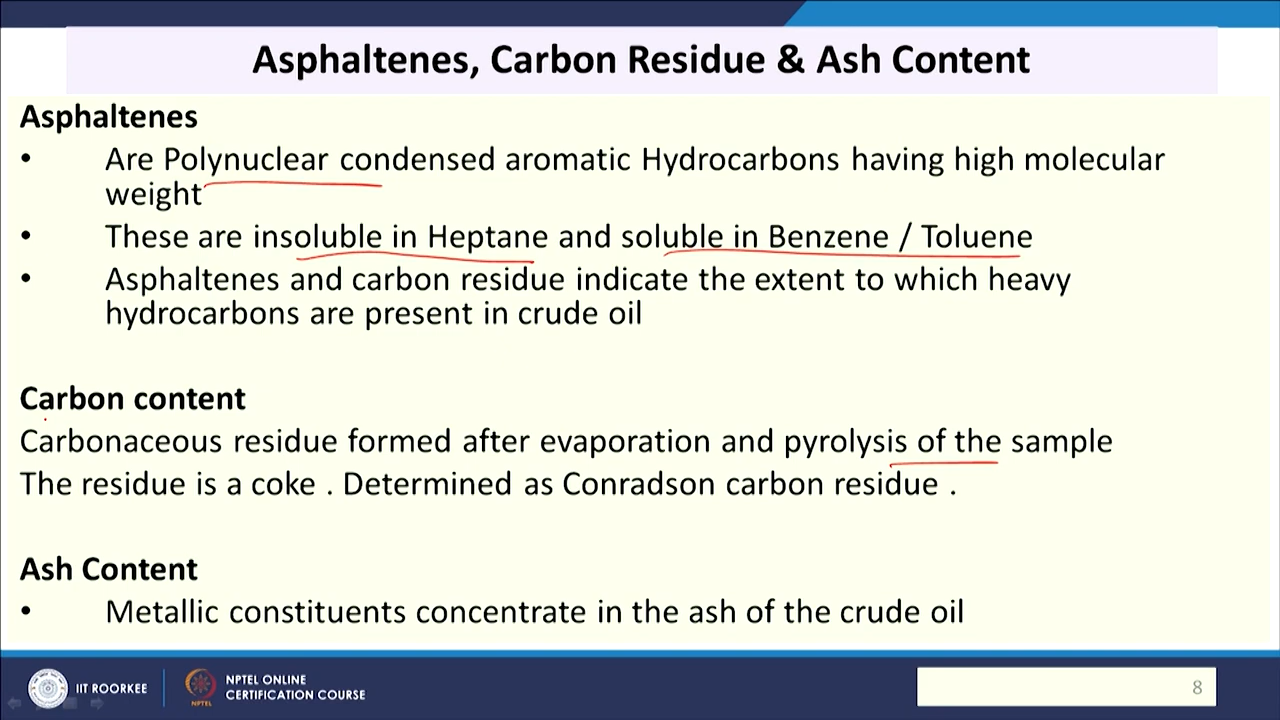 Asphaltenes, Carbon Residue & Ash Content
Asphaltenes
• Are Polynuclear condensed aromatic Hydrocarbons having high molecular
weight
• These are insoluble in Heptane and soluble in Benzene / Toluene
• Asphaltenes and carbon residue indicate the extent to which heavy
hydrocarbons are present in crude oil
Carbon content
Carbonaceous residue formed after evaporation and pyrolysis of the sample
The residue is a coke . Determined as Conradson carbon residue .
Ash Content
• Metallic constituents concentrate in the ash of the crude oil
IIT ROORKEE
NPTEL
NPTEL ONLINE
CERTIFICATION COURSE
8